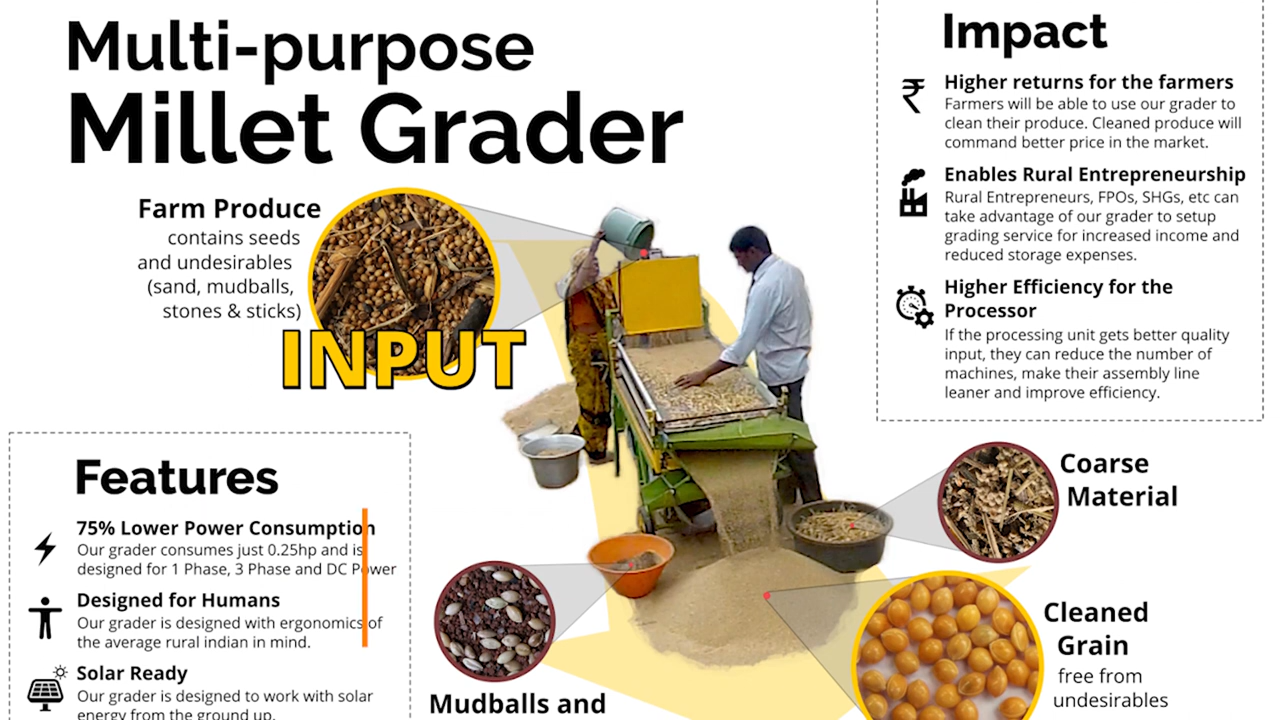 Multi-purpose
Millet Grader
Farm Produce
contains seeds
and undesirables
(sand, mudballs,
stones & sticks)
INPUT
Impact
Higher returns for the farmers
Farmers will be able to use our grader to
clean their produce. Cleaned produce will
command better price in the market.
Enables Rural Entrepreneurship
Rural Entrepreneurs, FPOs, SHGs, etc can
take advantage of our grader to setup
grading service for increased income and
reduced storage expenses.
Higher Efficiency for the
Processor
If the processing unit gets better quality
input, they can reduce the number of
machines, make their assembly line
leaner and improve efficiency.
Features
75% Lower Power Consumption
Our grader consumes just 0.25hp and is
designed for 1 Phase, 3 Phase and DC Power
Designed for Humans
Our grader is designed with ergonomics of
the average rural indian in mind.
Solar Ready
Our grader is designed to work with solar
energy from the ground up.
Coarse
Material
Cleaned
Grain
free from
undesirables
Mudballs and